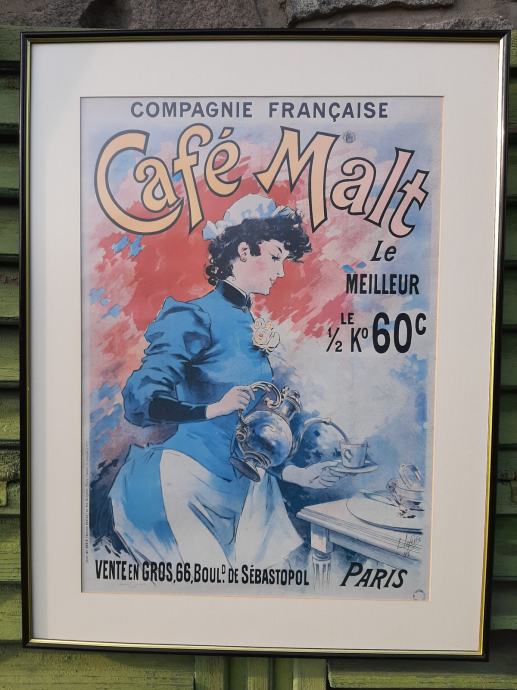 COMPAGNIE FRANÇAISE
Café Malt
Le
MEILLEUR
LE
½ Kº 60c
VENTE EN GROS, 66, BOULD. DE SÉBASTOPOL PARIS